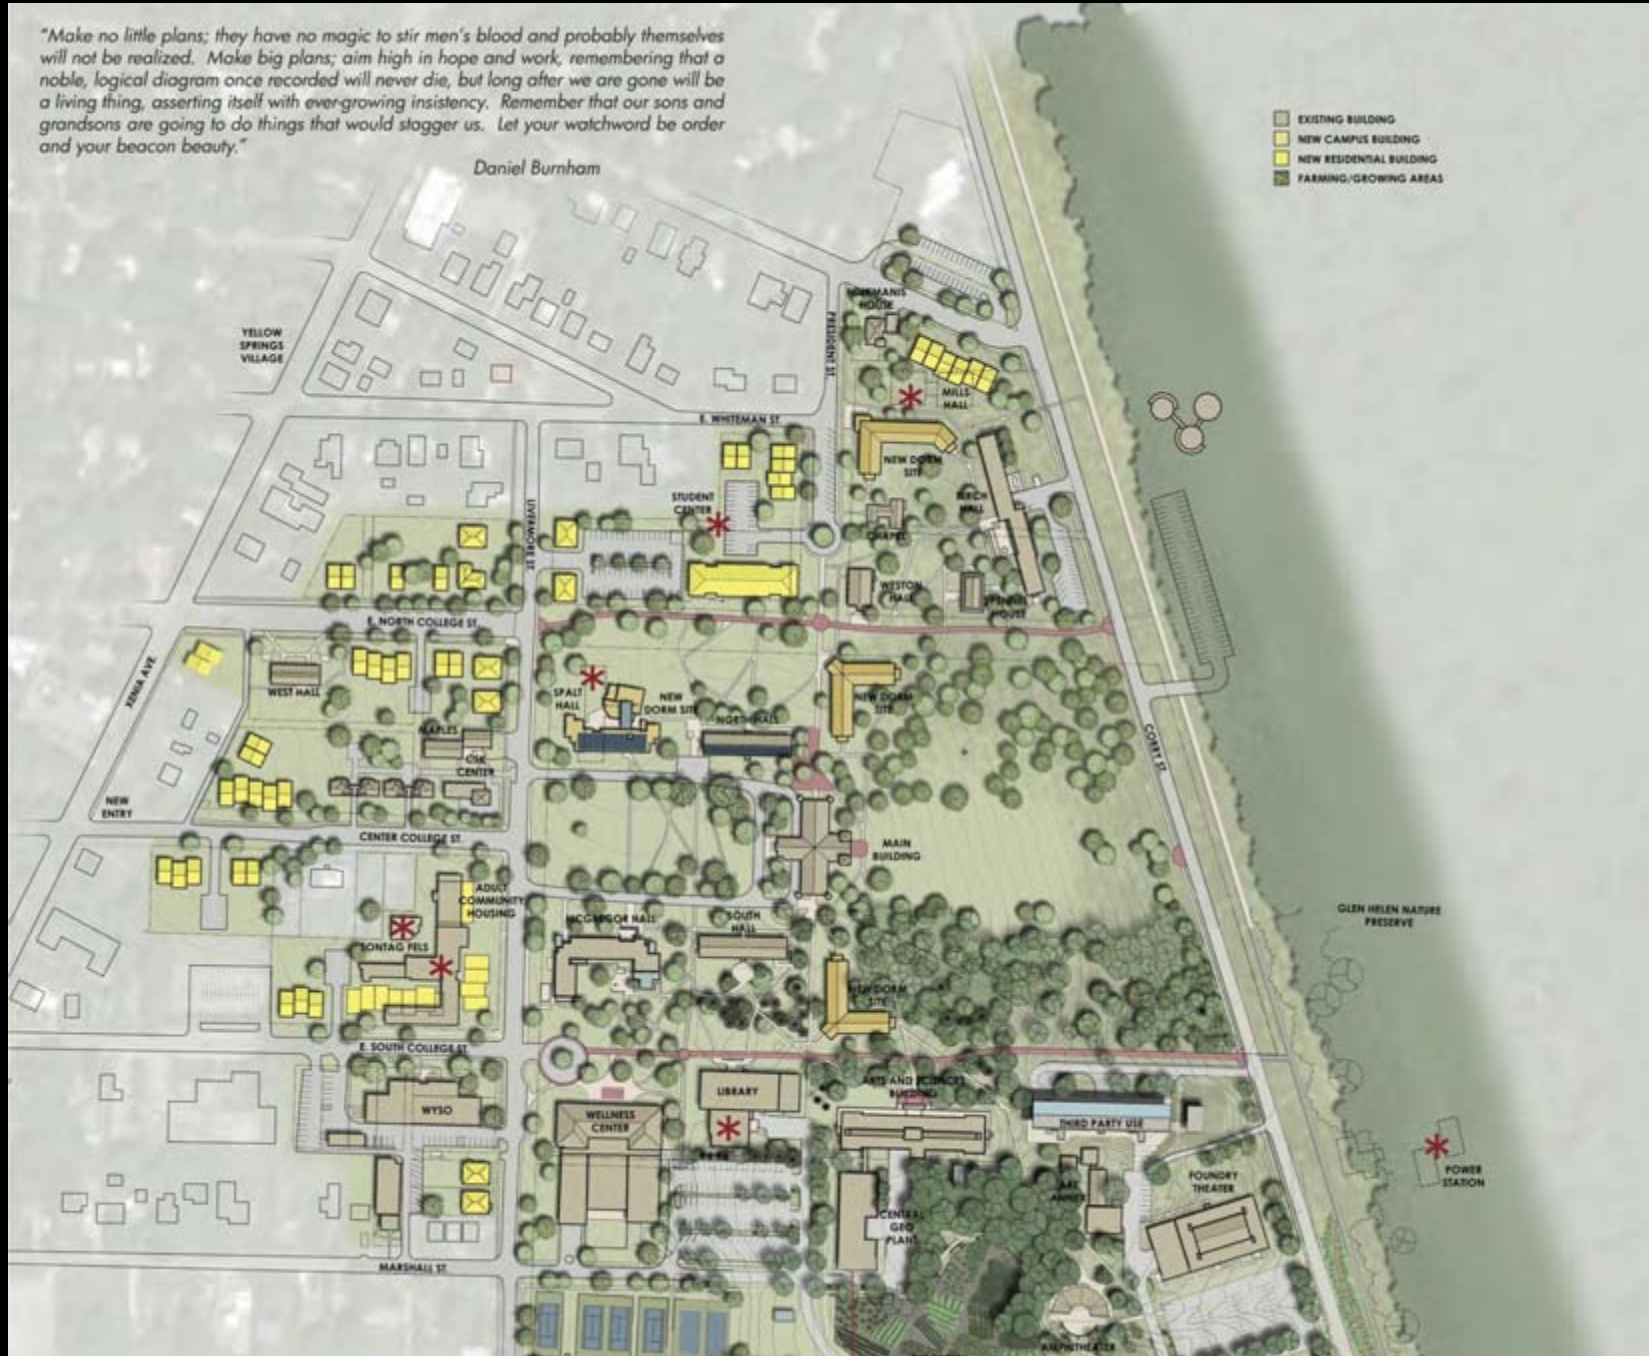 "Make no little plans; they have no magic to stir men's blood and probably themselves
will not be realized. Make big plans; aim high in hope and work, remembering that a
noble, logical diagram once recorded will never die, but long after we are gone will be
a living thing, asserting itself with ever-growing insistency. Remember that our sons and
grandsons are going to do things that would stagger us. Let your watchword be order
and your beacon beauty."
Daniel Burnham
EXISTING BUILDING
NEW CAMPUS BUILDING
NEW RESIDENTIAL BUILDING
FARMING/GROWING AREAS
HOUSE
YELLOW
SPRINGS
VILLAGE
PRESIDENT ST.
MILLS
HALL
E. WHITEMAN ST.
NEW DORM
SITE
STUDENT
CENTER
BIRCH
HALL
LIVERMORE ST.
CHAPEL
WESTON
HALL
HOUSE
E. NORTH COLLEGE ST.
XENIA AVE.
WEST HALL
SPALT
HALL
NEW
DORM SITE
NORTH HALL
NEW DORM
SITE
MAPLES
CSK
CENTER
CORRY ST.
NEW
ENTRY
CENTER COLLEGE ST.
MAIN
BUILDING
ADULT
COMMUNITY
HOUSING
MCGREGOR HALL
SOUTH
HALL
GLEN HELEN NATURE
PRESERVE
SONTAG FELS
NEW DORM
SITE
E. SOUTH COLLEGE ST.
LIBRARY
ARTS AND SCIENCES
BUILDING
WYSO
WELLNESS
CENTER
THIRD PARTY USE
ART
ANNEX
FOUNDRY
THEATER
POWER
STATION
CENTRAL
GEO
PLANT
MARSHALL ST.
AMPHITHEATER